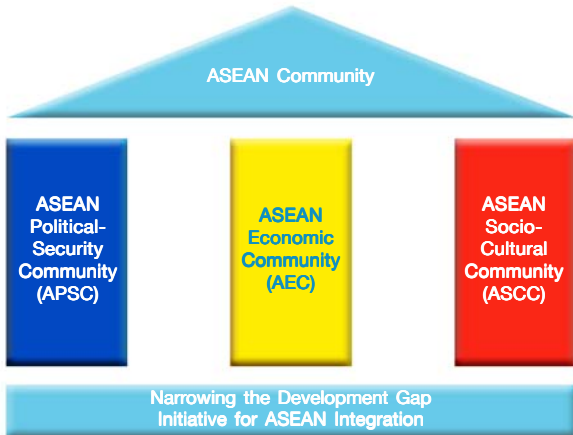 ASEAN Community
ASEAN
Political-
Security
Community
(APSC)
ASEAN
Economic
Community
(AEC)
ASEAN
Socio-
Cultural
Community
(ASCC)
Narrowing the Development Gap
Initiative for ASEAN Integration